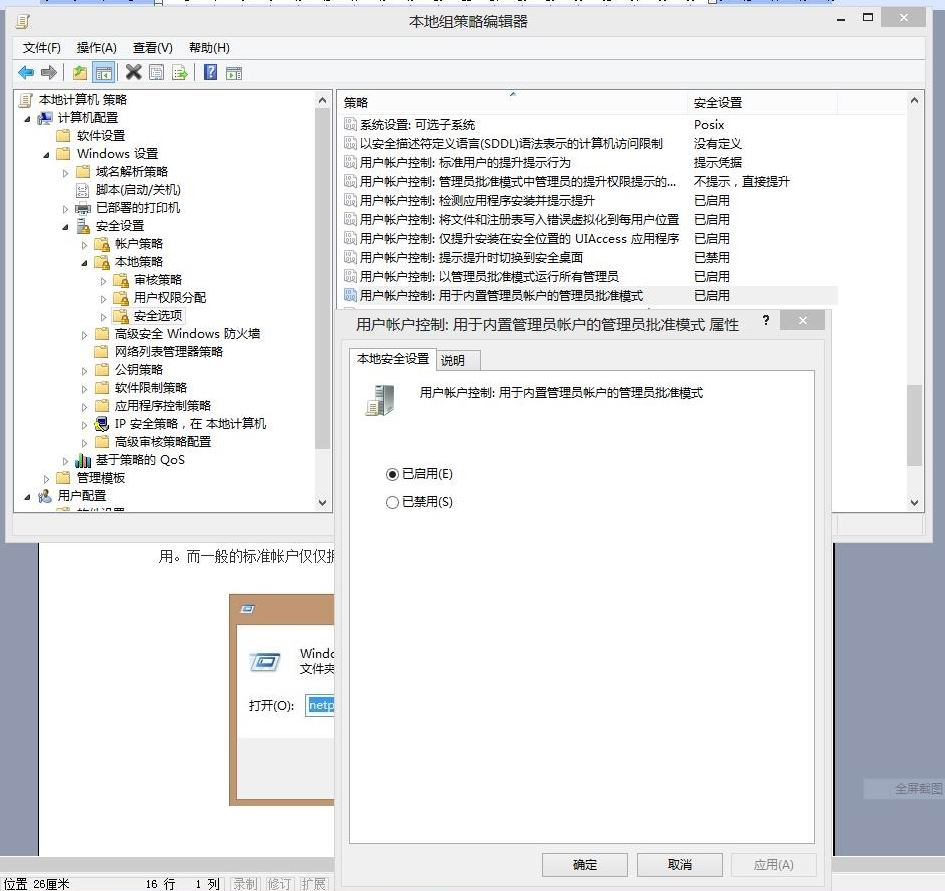 本地组策略编辑器
文件(F) 操作(A) 查看(V) 帮助(H)
本地计算机 策略
计算机配置
软件设置
Windows 设置
域名解析策略
脚本(启动/关机)
已部署的打印机
安全设置
帐户策略
本地策略
审核策略
用户权限分配
安全选项
高级安全 Windows 防火墙
网络列表管理器策略
公钥策略
软件限制策略
应用程序控制策略
IP 安全策略，在 本地计算机
高级审核策略配置
基于策略的 QoS
管理模板
用户配置
软件设置
策略 安全设置
系统设置: 可选子系统 Posix
以安全描述符定义语言(SDDL)语法表示的计算机访问限制 没有定义
用户帐户控制: 标准用户的提升提示行为 提示凭据
用户帐户控制: 管理员批准模式中管理员的提升权限提示的... 不提示，直接提升
用户帐户控制: 检测应用程序安装并提示提升 已启用
用户帐户控制: 将文件和注册表写入错误虚拟化到每用户位置 已启用
用户帐户控制: 仅提升安装在安全位置的 UIAccess 应用程序 已启用
用户帐户控制: 提示提升时切换到安全桌面 已禁用
用户帐户控制: 以管理员批准模式运行所有管理员 已启用
用户帐户控制: 用于内置管理员帐户的管理员批准模式 已启用
用户帐户控制: 用于内置管理员帐户的管理员批准模式 属性 ?
本地安全设置 说明
用户帐户控制: 用于内置管理员帐户的管理员批准模式
已启用(E)
已禁用(S)
确定 取消 应用(A)
用。而一般的标准帐户仅仅
Windo
文件夹
打开(O): netp
全屏截图
位置 26厘米 16 行 1 列 录制 修订 扩展